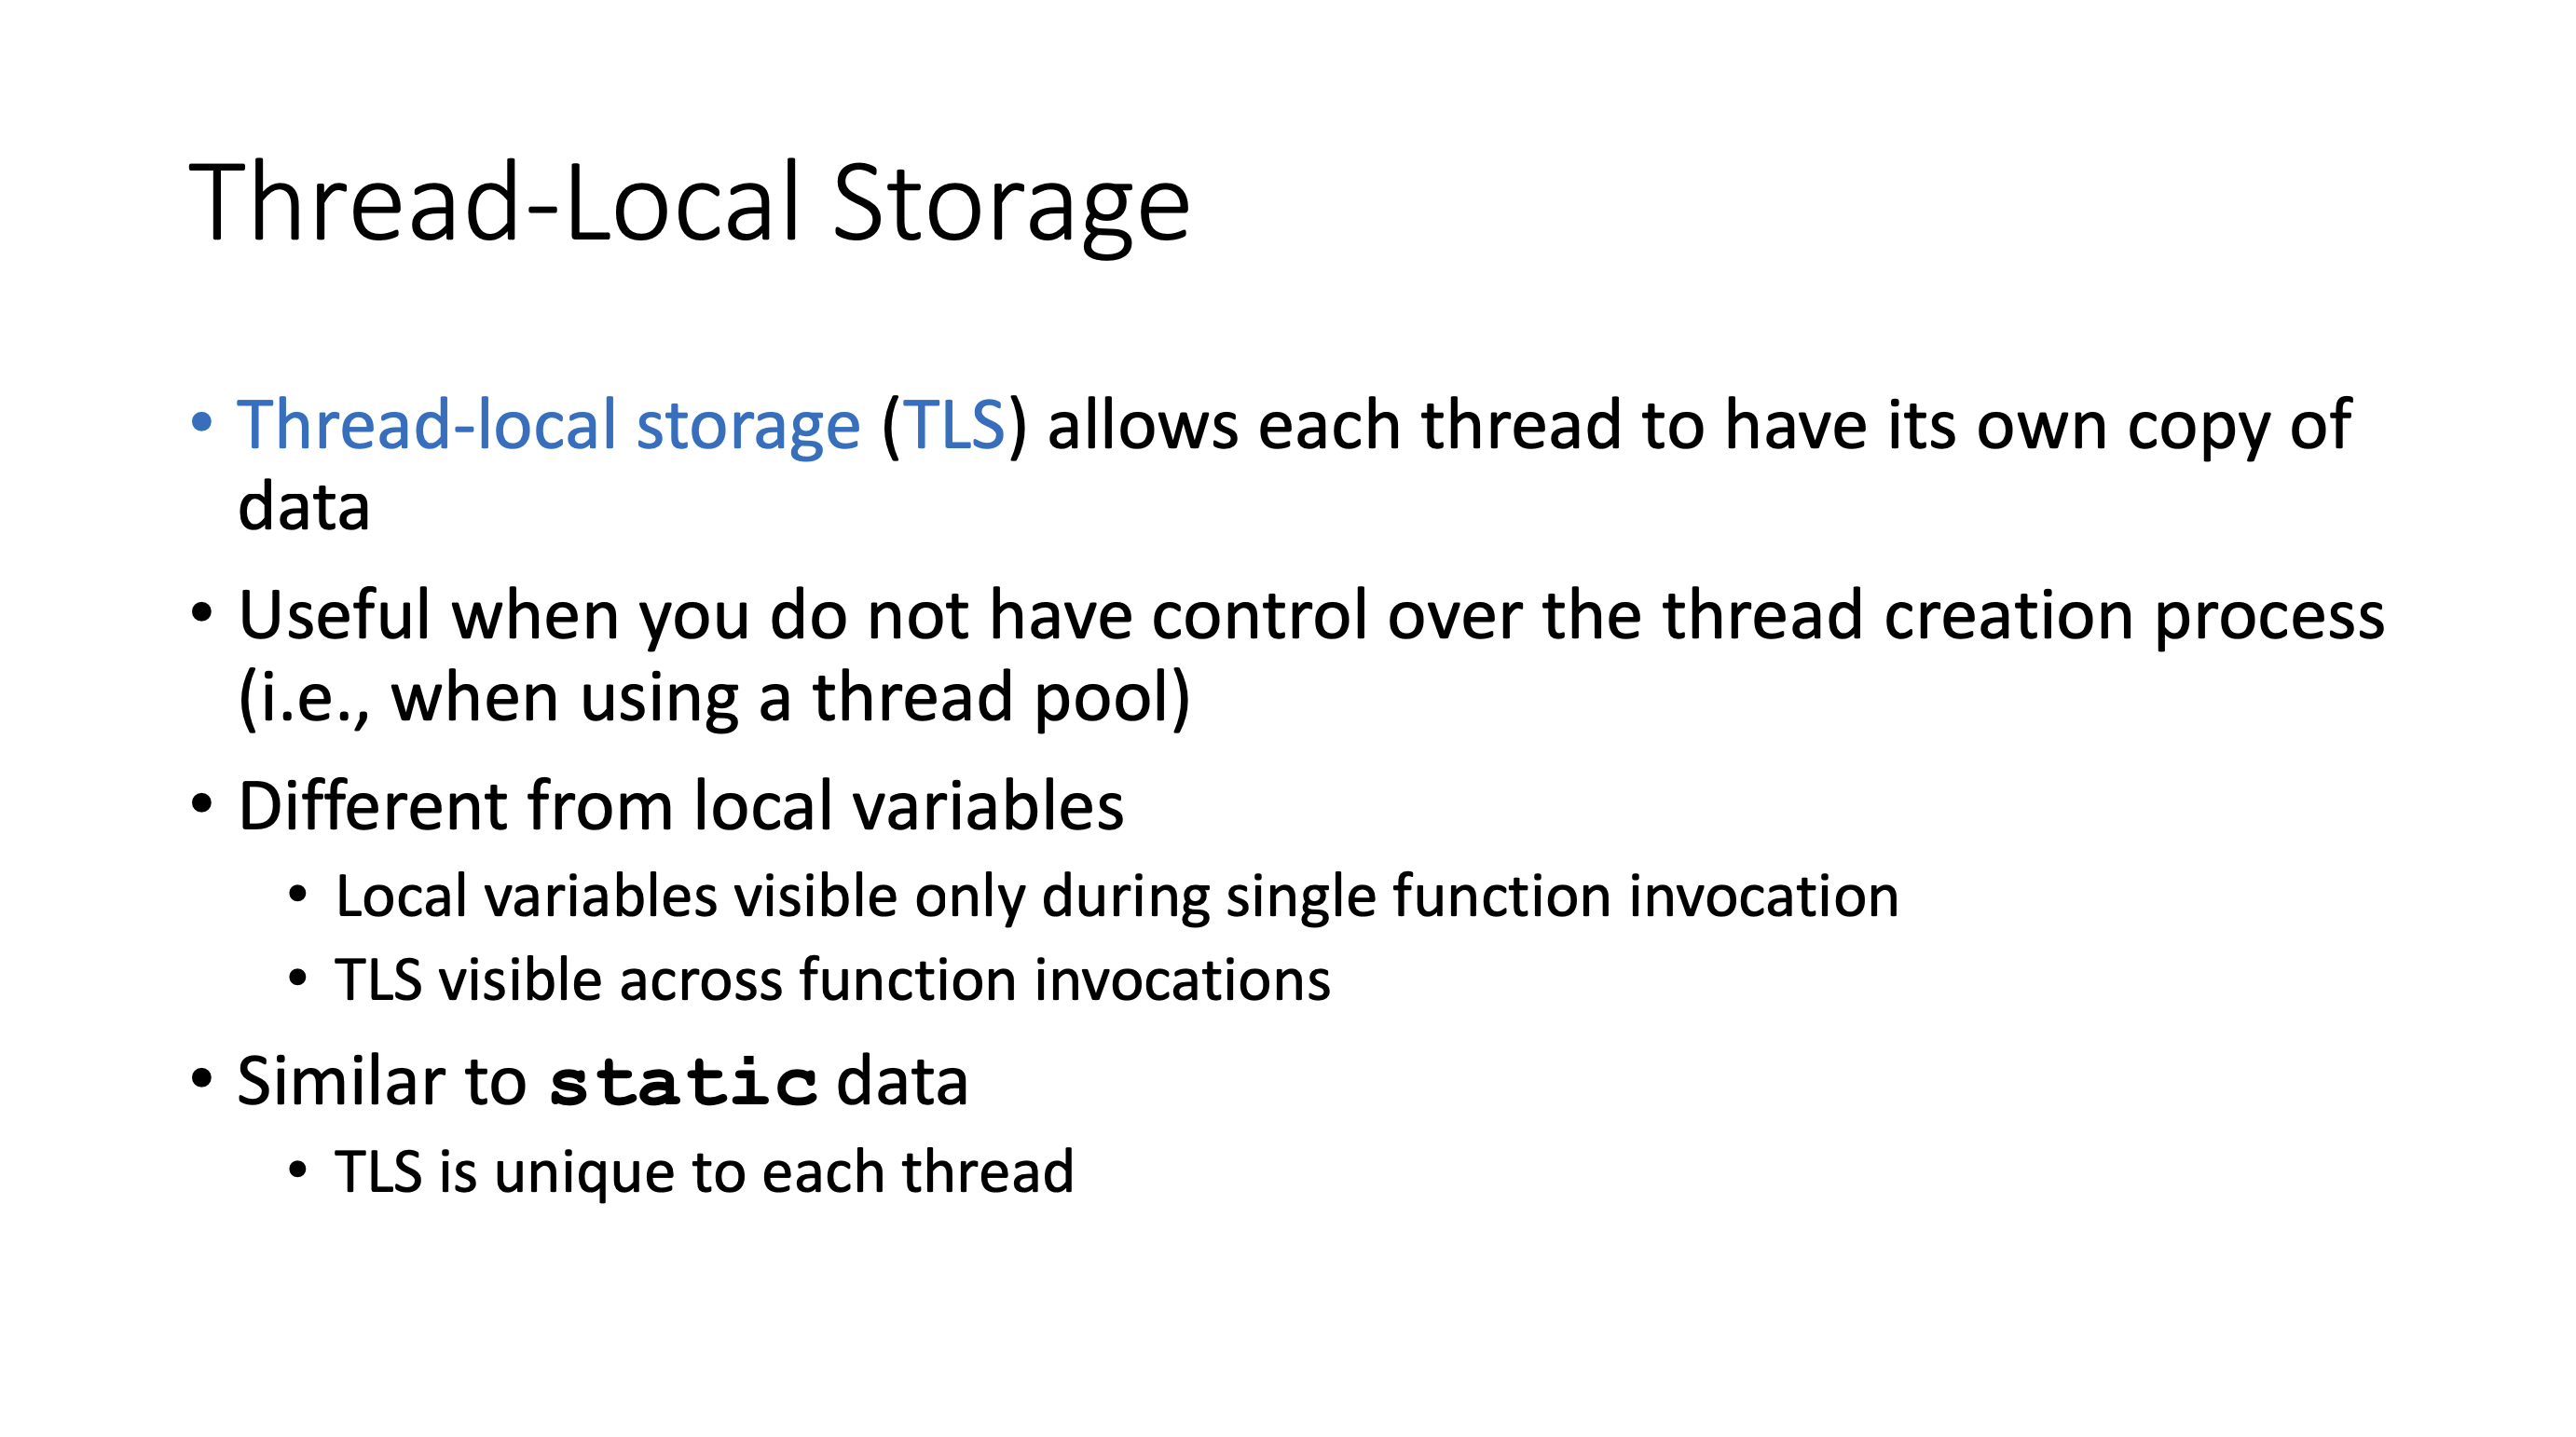 Thread-Local Storage
• Thread-local storage (TLS) allows each thread to have its own copy of
data
• Useful when you do not have control over the thread creation process
(i.e., when using a thread pool)
• Different from local variables
• Local variables visible only during single function invocation
• TLS visible across function invocations
• Similar to static data
• TLS is unique to each thread